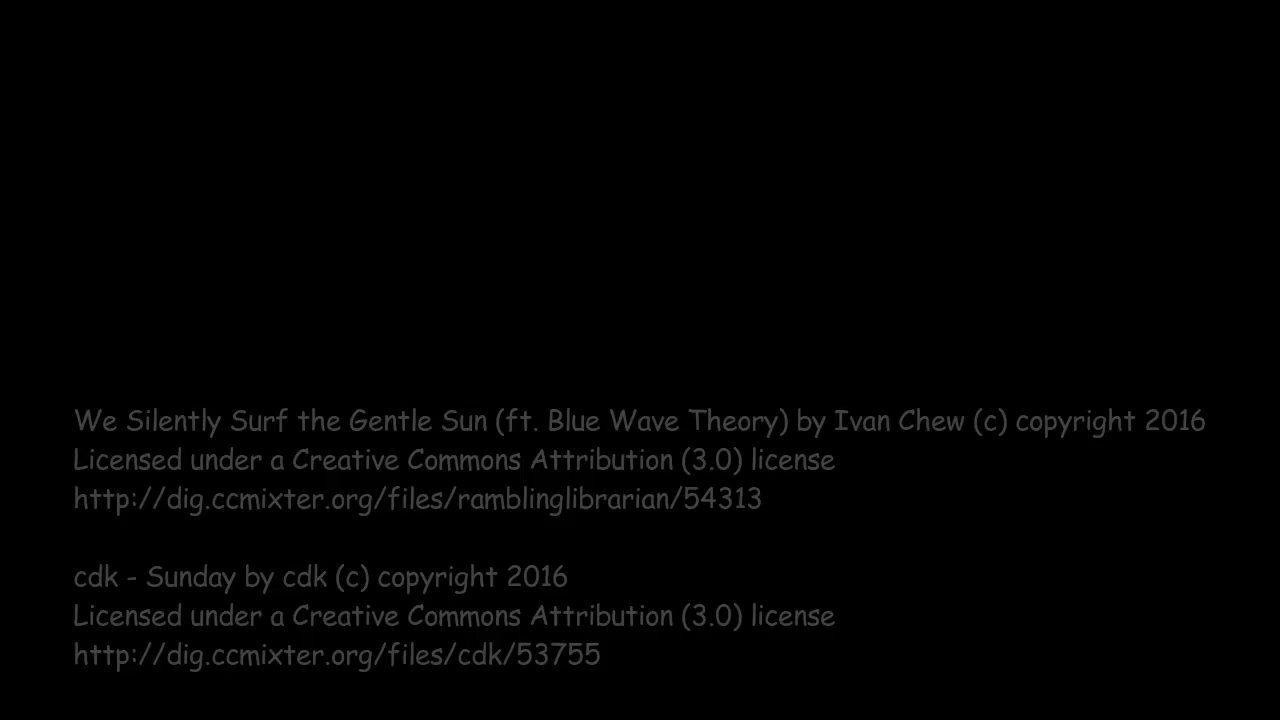 We Silently Surf the Gentle Sun (ft. Blue Wave Theory) by Ivan Chew (c) copyright 2016
Licensed under a Creative Commons Attribution (3.0) license
http://dig.ccmixter.org/files/ramblinglibrarian/54313
cdk - Sunday by cdk (c) copyright 2016
Licensed under a Creative Commons Attribution (3.0) license
http://dig.ccmixter.org/files/cdk/53755